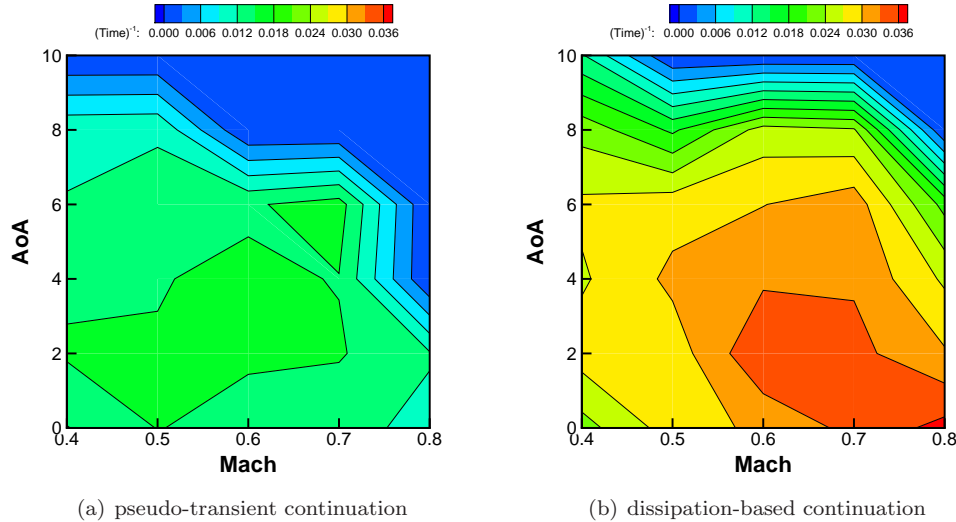 (Time)-1: 0.000 0.006 0.012 0.018 0.024 0.030 0.036
10
8
6
4
2
0
AoA
0.4 0.5 0.6 0.7 0.8
Mach
(a) pseudo-transient continuation
(Time)-1: 0.000 0.006 0.012 0.018 0.024 0.030 0.036
10
8
6
4
2
0
AoA
0.4 0.5 0.6 0.7 0.8
Mach
(b) dissipation-based continuation